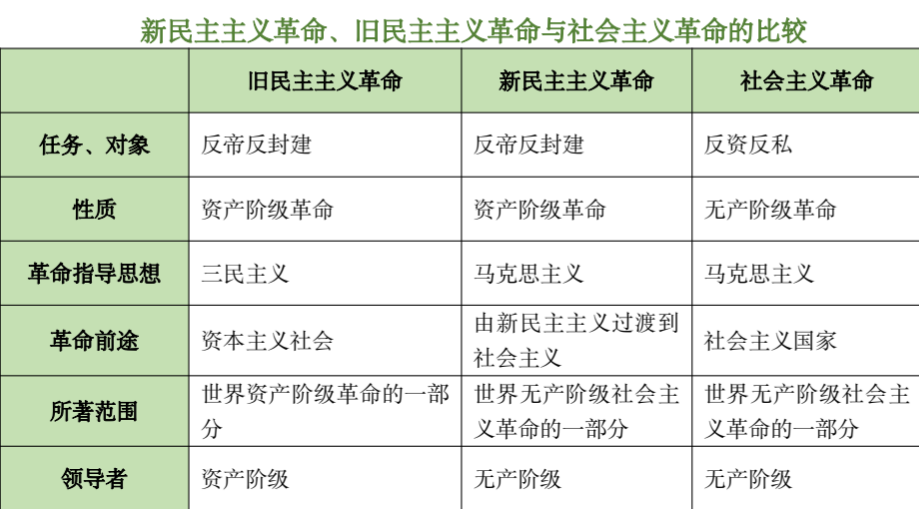 新民主主义革命、旧民主主义革命与社会主义革命的比较
旧民主主义革命 新民主主义革命 社会主义革命
任务、对象 反帝反封建 反帝反封建 反资反私
性质 资产阶级革命 资产阶级革命 无产阶级革命
革命指导思想 三民主义 马克思主义 马克思主义
革命前途 资本主义社会 由新民主主义过渡到 社会主义国家
社会主义
所著范围 世界资产阶级革命的一部 世界无产阶级社会主 世界无产阶级社会主
分 义革命的一部分 义革命的一部分
领导者 资产阶级 无产阶级 无产阶级